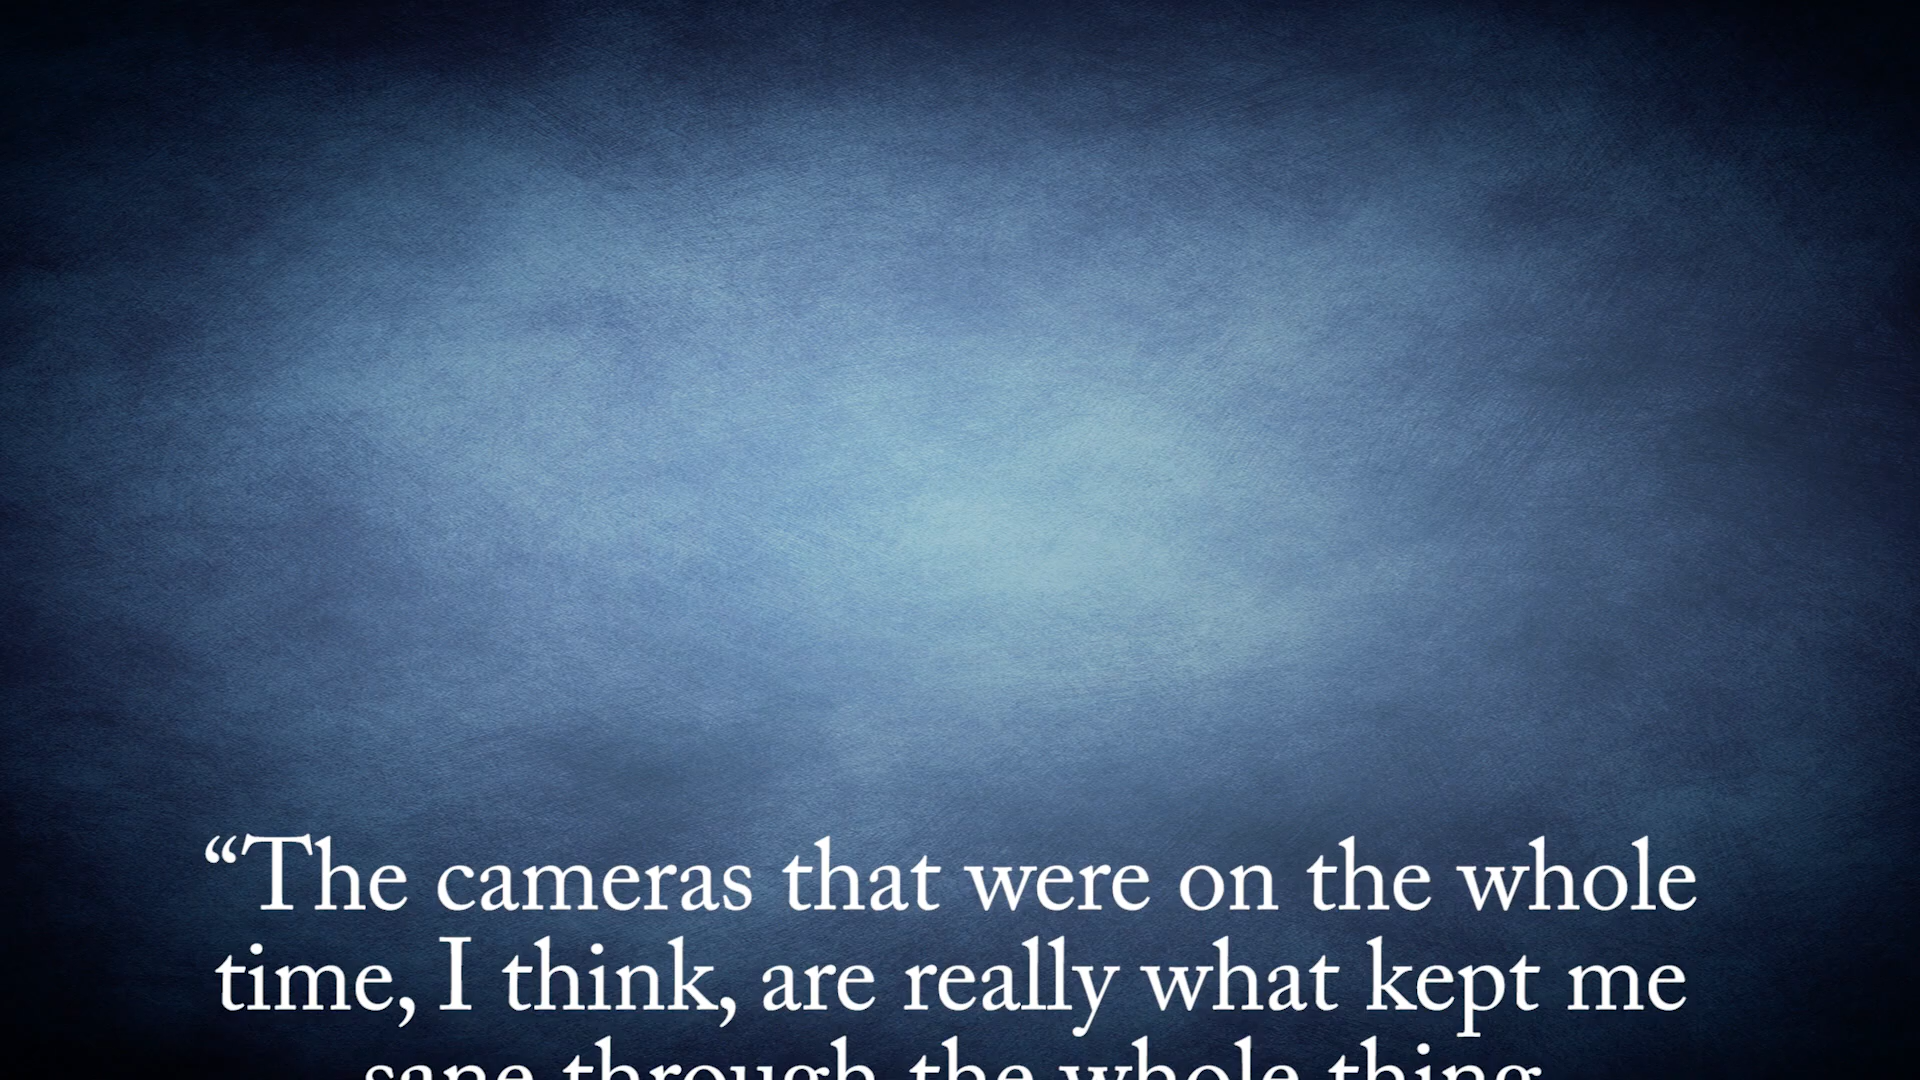 “The cameras that were on the whole
time, I think, are really what kept me
sane through the whole thing